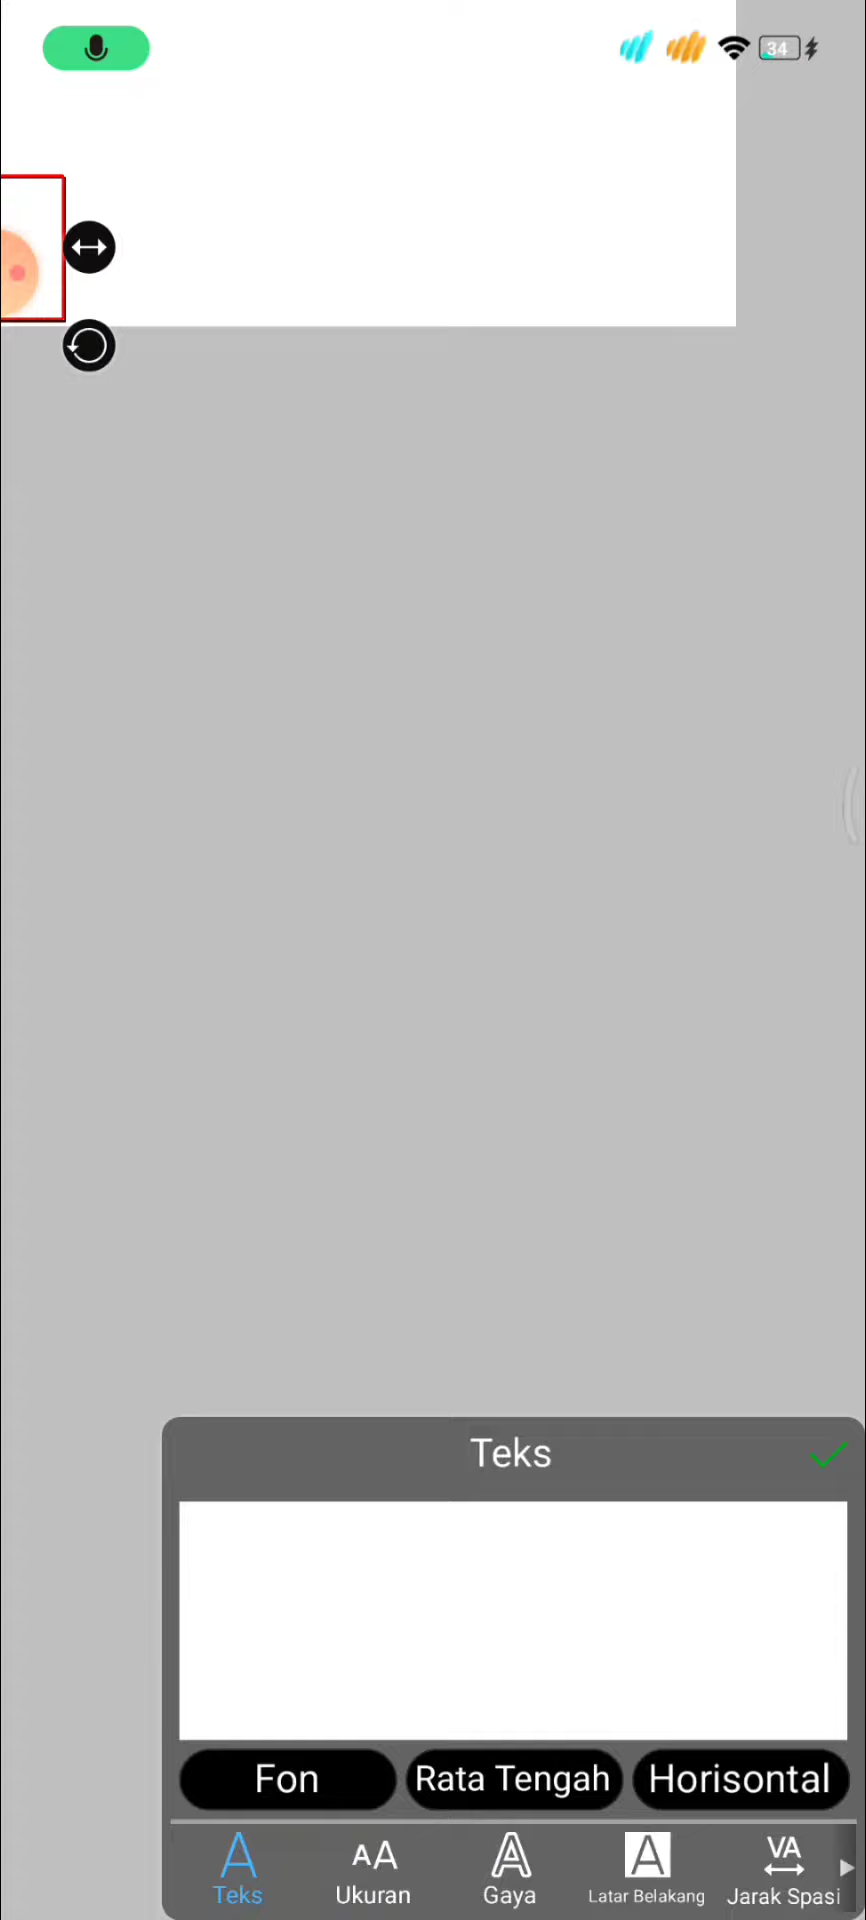 34
Teks
Fon
Rata Tengah
Horisontal
Teks
Ukuran
Gaya
Latar Belakang
Jarak Spasi